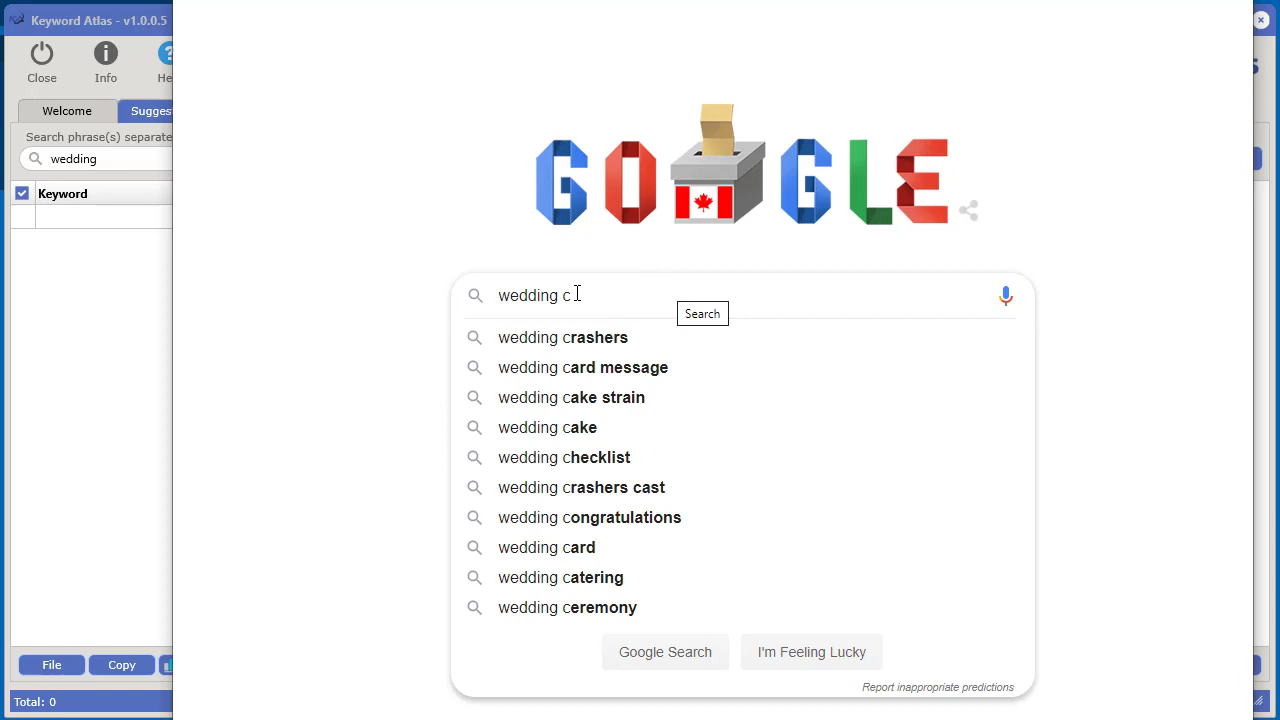 Keyword Atlas - v1.0.0.5
Close
Info
He
Welcome
Sugges
Search phrase(s) separate
wedding
Keyword
File
Copy
Total: 0
GOOGLE
wedding c
Search
wedding crashers
wedding card message
wedding cake strain
wedding cake
wedding checklist
wedding crashers cast
wedding congratulations
wedding card
wedding catering
wedding ceremony
Google Search
I'm Feeling Lucky
Report inappropriate predictions